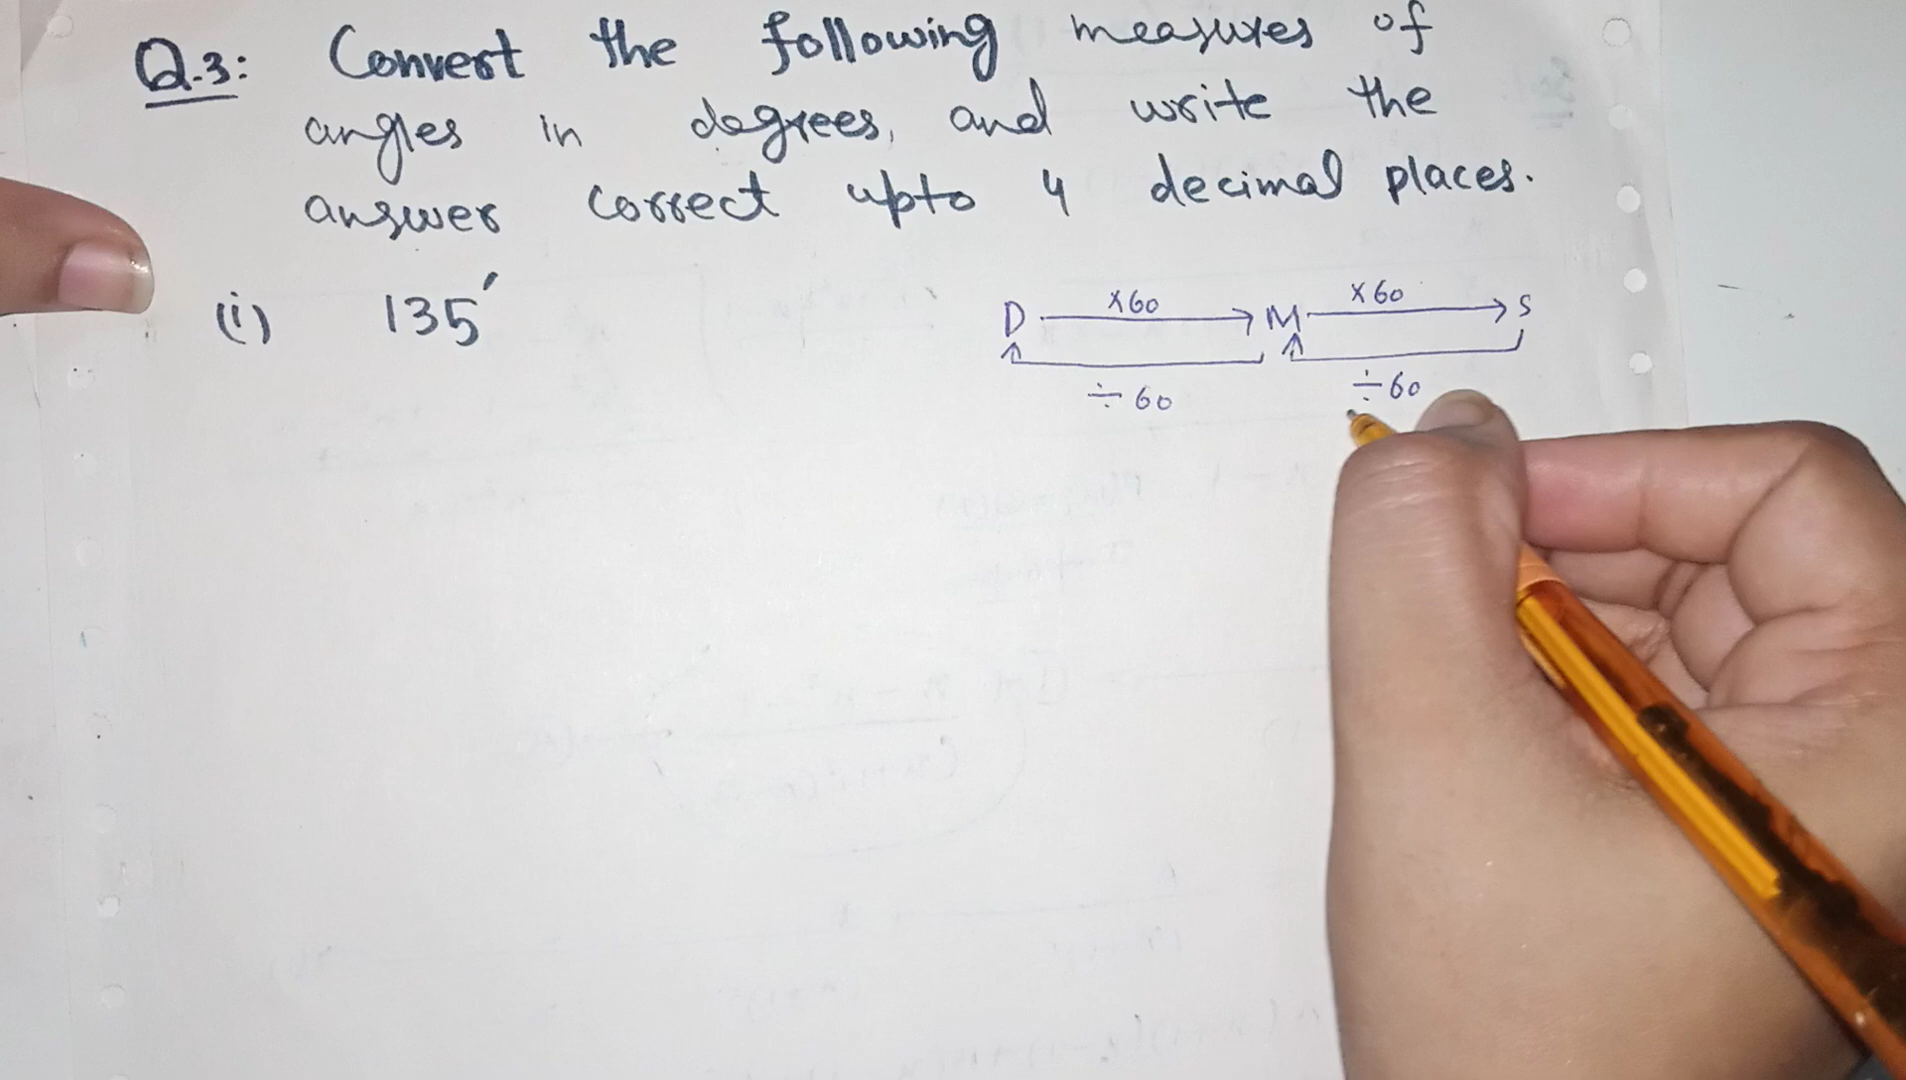 Q.3: Convert the following measures of
angles in degrees, and write the
answer correct upto 4 decimal places.
(i) 135′
×60 ×60
D M S
÷60 ÷60